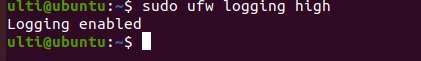 ulti@ubuntu:~$ sudo ufw logging high
Logging enabled
ulti@ubuntu:~$